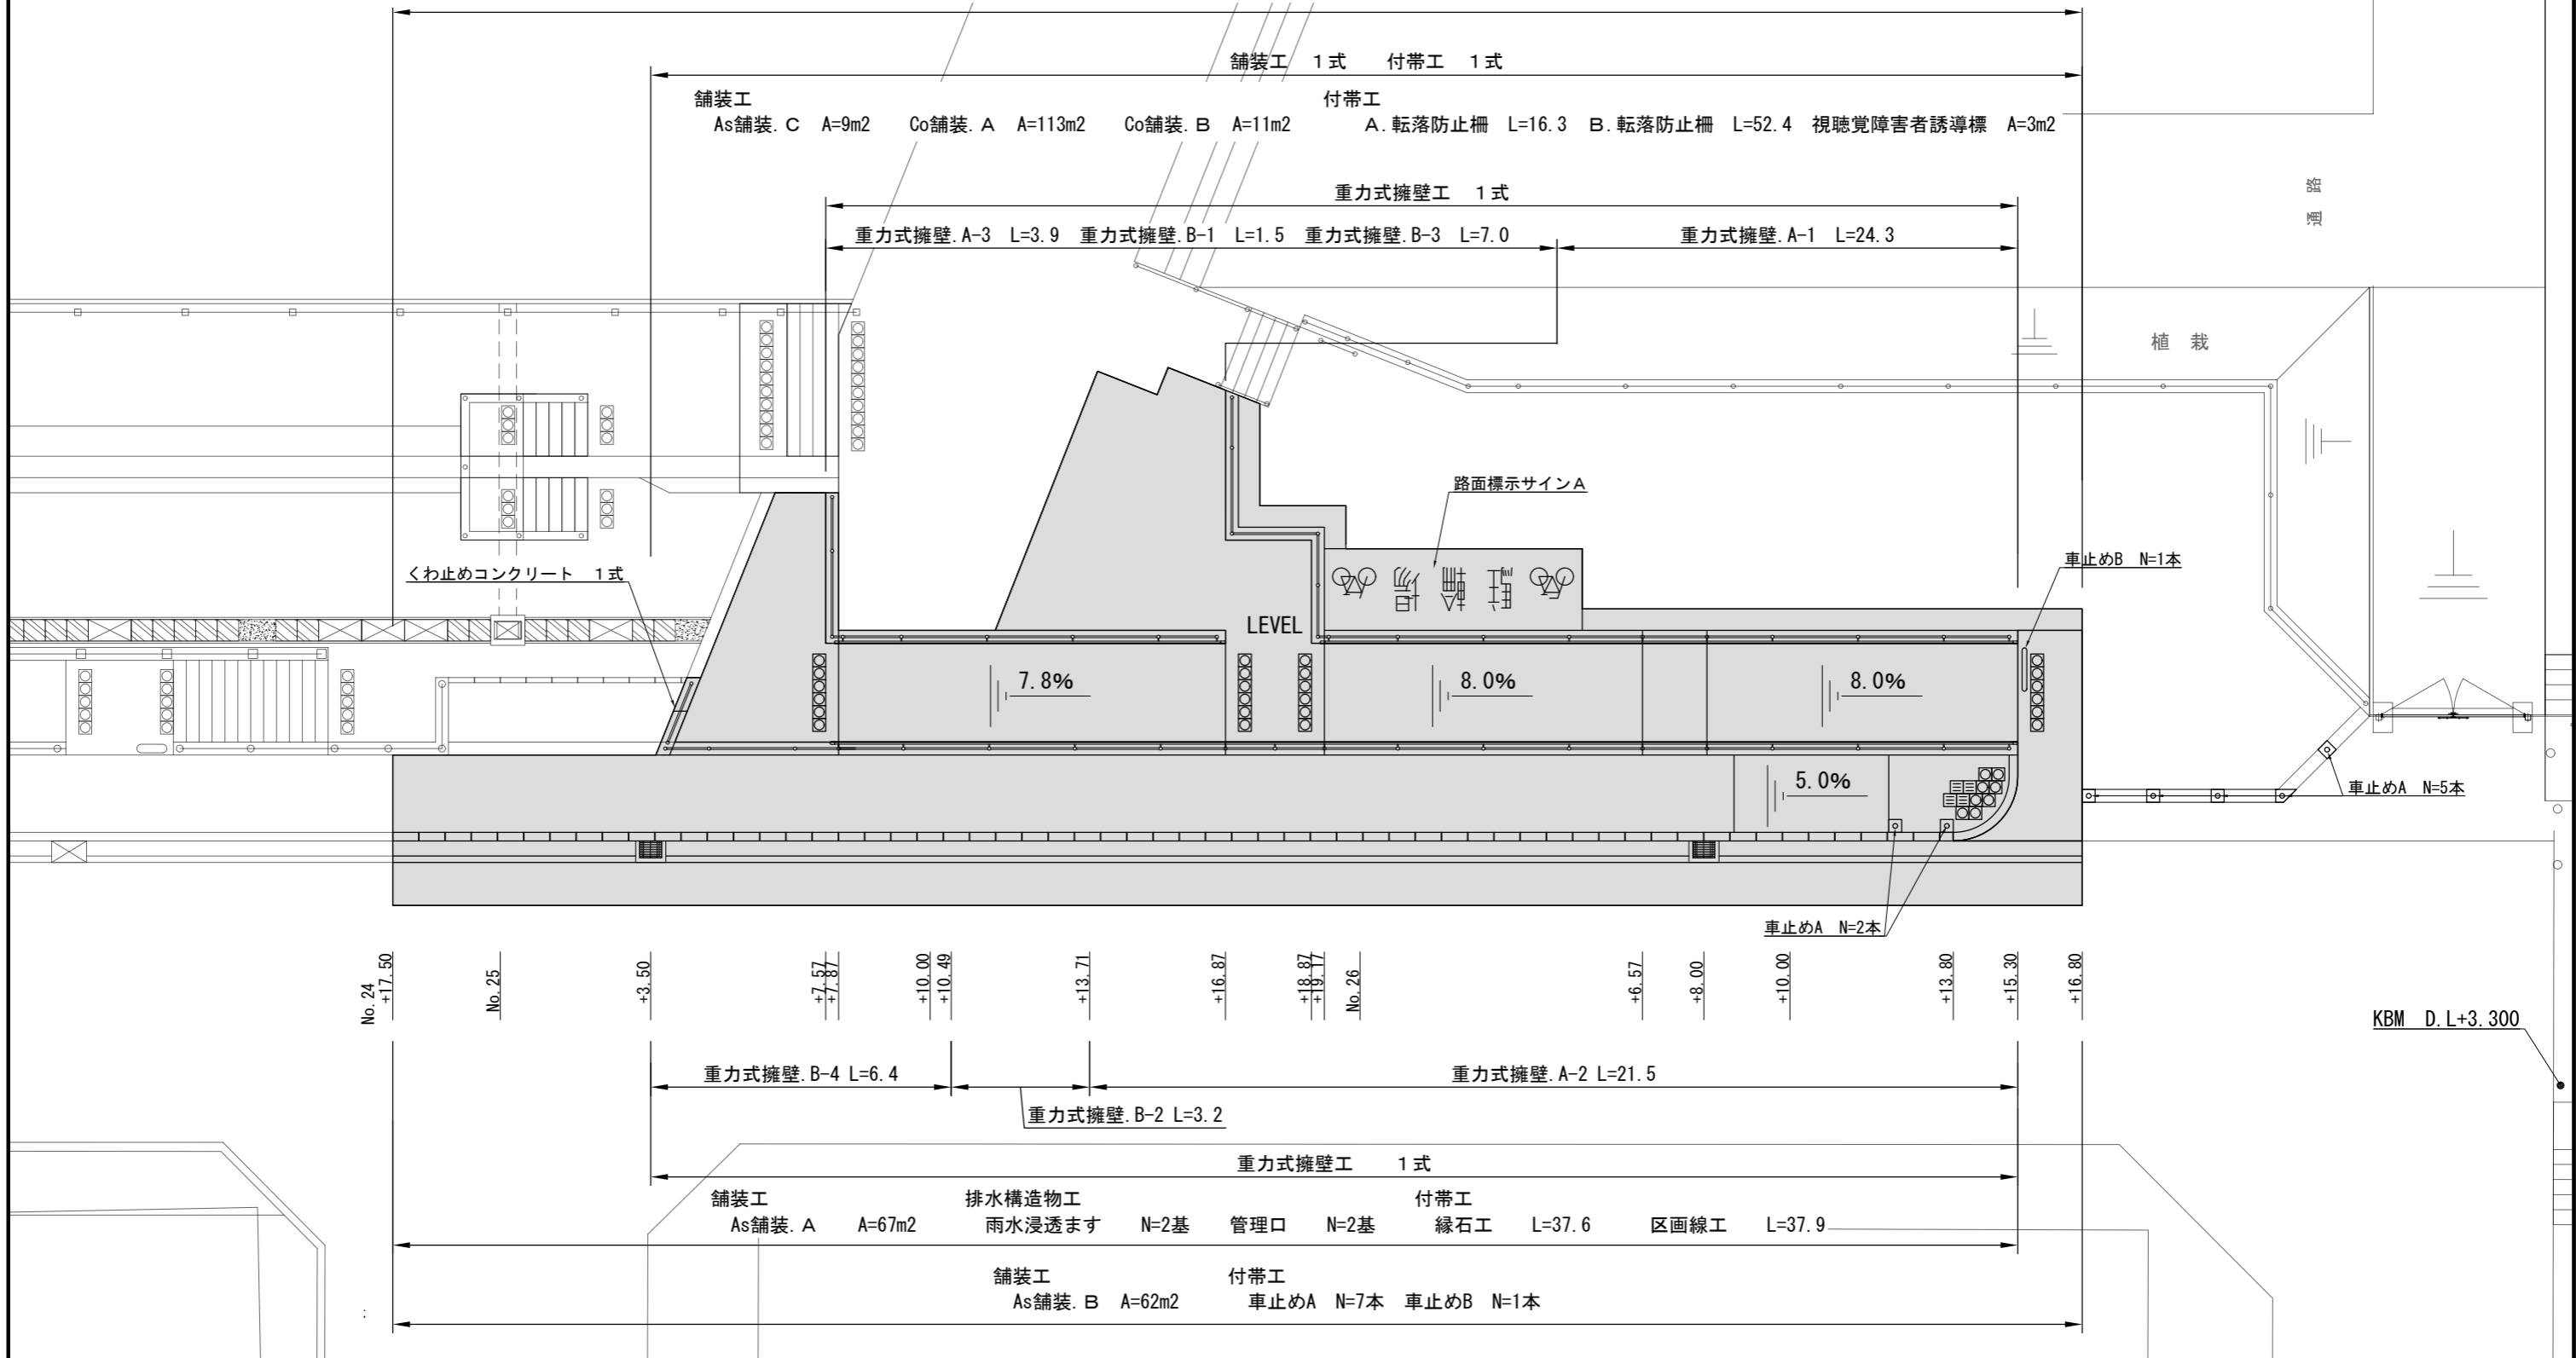 舗装工　１式　　付帯工　１式
舗装工　　付帯工
As舗装.Ｃ　A=9m2　　Co舗装.Ａ　A=113m2　　Co舗装.Ｂ　A=11m2　　Ａ.転落防止柵　L=16.3　Ｂ.転落防止柵　L=52.4　視聴覚障害者誘導標　A=3m2
通路
重力式擁壁工　１式
重力式擁壁.A-3　L=3.9　重力式擁壁.B-1　L=1.5　重力式擁壁.B-3　L=7.0　　重力式擁壁.A-1　L=24.3
植　栽
路面標示サインＡ
車止めB　N=1本
くわ止めコンクリート　１式
駐輪場
LEVEL
7.8%　8.0%　8.0%
5.0%
車止めA　N=5本
車止めA　N=2本
No.24
+17.50
No.25
+3.50
+7.57
+7.87
+10.00
+10.49
+13.71
+16.87
+18.87
+19.17
No.26
+6.57
+8.00
+10.00
+13.80
+15.30
+16.80
KBM　D.L+3.300
重力式擁壁.B-4 L=6.4　　重力式擁壁.A-2 L=21.5
重力式擁壁.B-2 L=3.2
重力式擁壁工　　１式
舗装工　　排水構造物工　　付帯工
As舗装.Ａ　A=67m2　　雨水浸透ます　N=2基　管理口　N=2基　　縁石工　L=37.6　　区画線工　L=37.9
舗装工　　付帯工
As舗装.Ｂ　A=62m2　　車止めA　N=7本　車止めB　N=1本